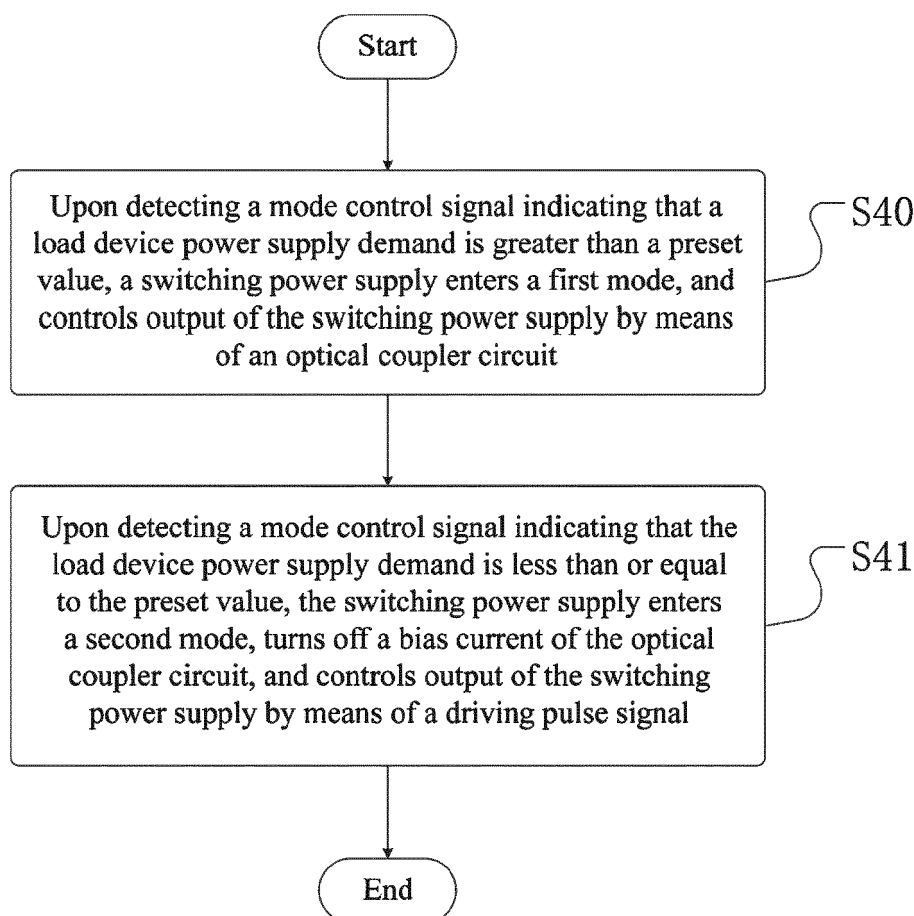 Start
Upon detecting a mode control signal indicating that a
load device power supply demand is greater than a preset
value, a switching power supply enters a first mode, and
controls output of the switching power supply by means
of an optical coupler circuit
S40
Upon detecting a mode control signal indicating that the
load device power supply demand is less than or equal
to the preset value, the switching power supply enters
a second mode, turns off a bias current of the optical
coupler circuit, and controls output of the switching
power supply by means of a driving pulse signal
S41
End